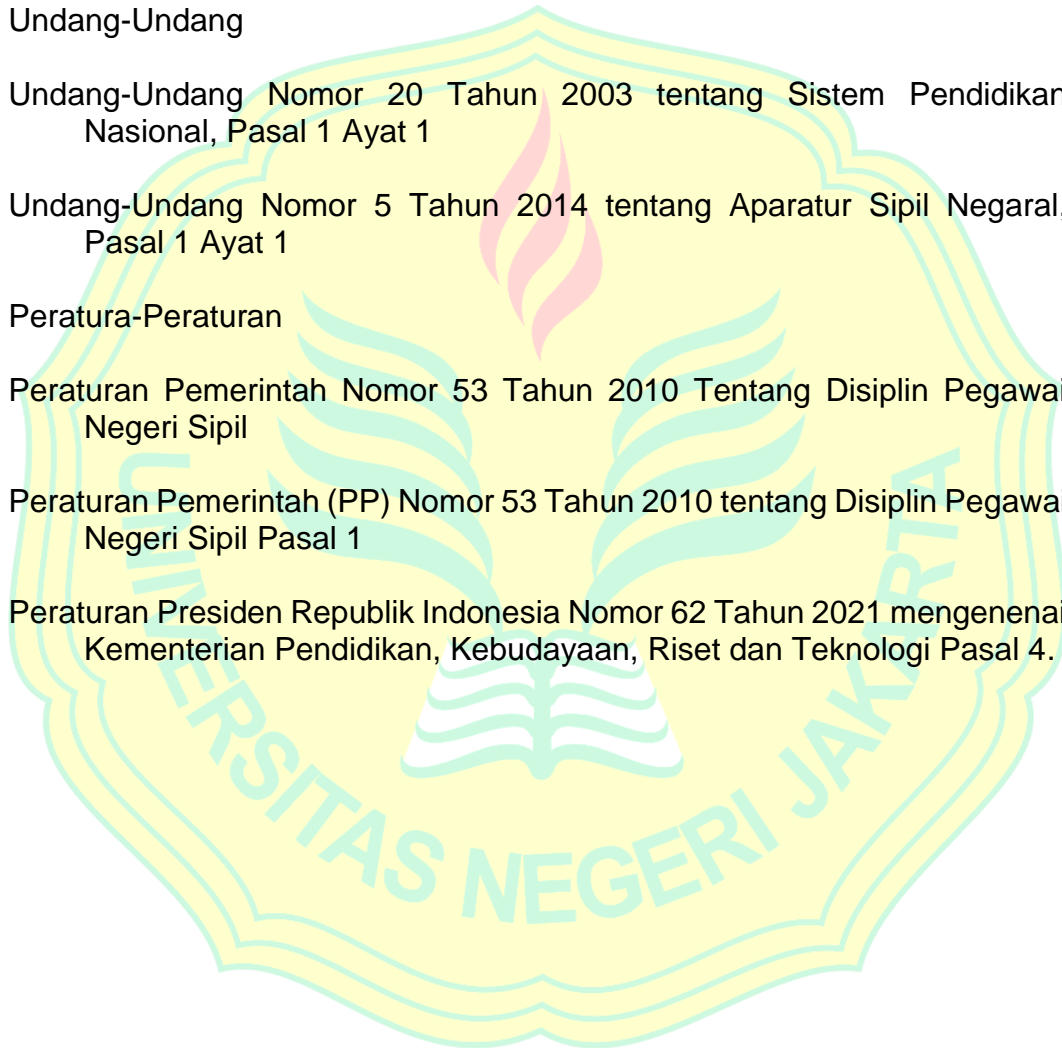 Undang-Undang
Undang-Undang Nomor 20 Tahun 2003 tentang Sistem Pendidikan
Nasional, Pasal 1 Ayat 1
Undang-Undang Nomor 5 Tahun 2014 tentang Aparatur Sipil Negaral,
Pasal 1 Ayat 1
Peratura-Peraturan
Peraturan Pemerintah Nomor 53 Tahun 2010 Tentang Disiplin Pegawai
Negeri Sipil
Peraturan Pemerintah (PP) Nomor 53 Tahun 2010 tentang Disiplin Pegawai
Negeri Sipil Pasal 1
Peraturan Presiden Republik Indonesia Nomor 62 Tahun 2021 mengenenai
Kementerian Pendidikan, Kebudayaan, Riset dan Teknologi Pasal 4.
UNIVERSITAS NEGERI JAKARTA